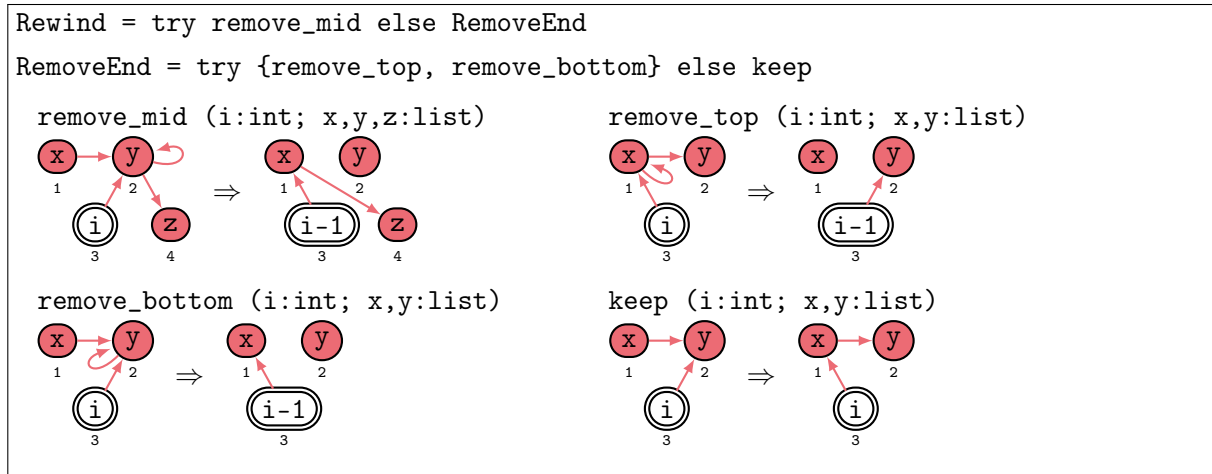 Rewind = try remove_mid else RemoveEnd
RemoveEnd = try {remove_top, remove_bottom} else keep
remove_mid (i:int; x,y,z:list)
x y x y
1 2 ⇒ 1 2
i z i-1 z
3 4 3 4
remove_top (i:int; x,y:list)
x y x y
1 2 ⇒ 1 2
i i-1
3 3
remove_bottom (i:int; x,y:list)
x y x y
1 2 ⇒ 1 2
i i-1
3 3
keep (i:int; x,y:list)
x y x y
1 2 ⇒ 1 2
i i
3 3